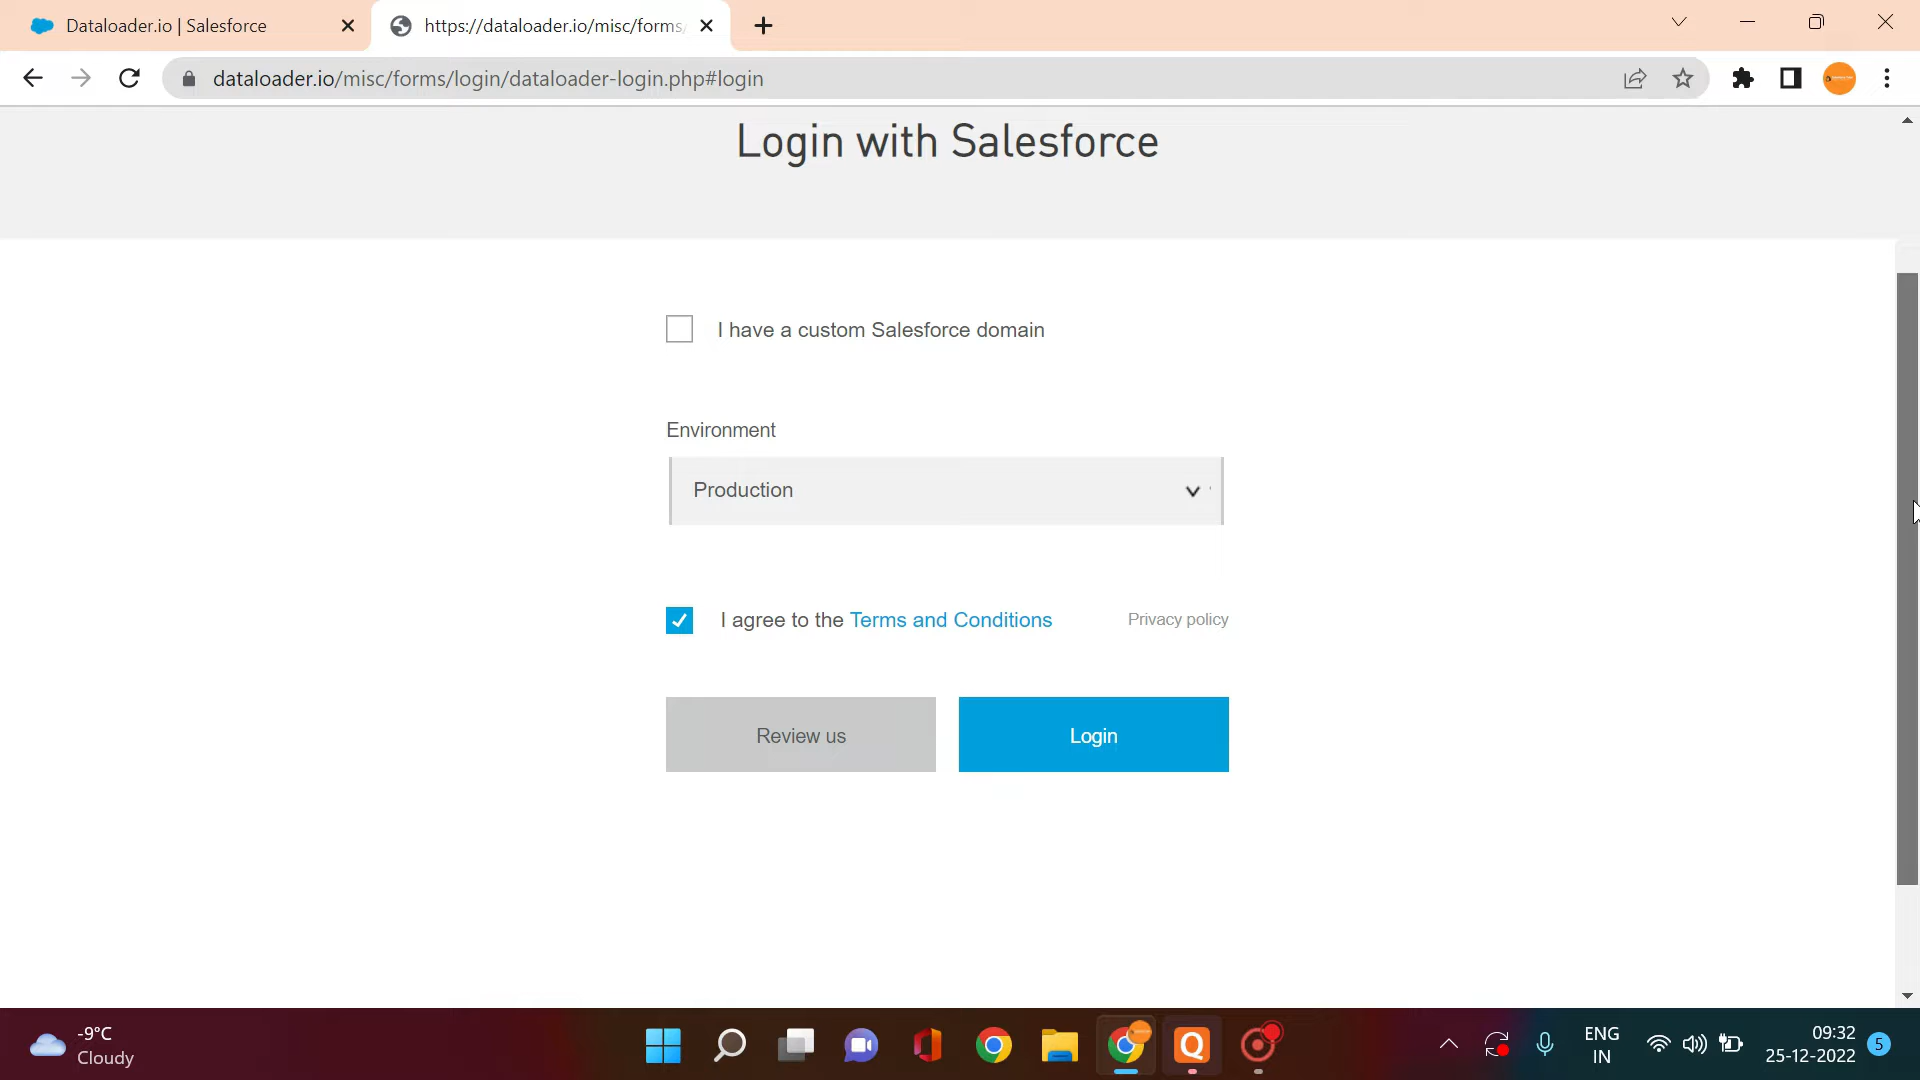 Dataloader.io | Salesforce
https://dataloader.io/misc/forms/
dataloader.io/misc/forms/login/dataloader-login.php#login
Login with Salesforce
I have a custom Salesforce domain
Environment
Production
I agree to the Terms and Conditions
Privacy policy
Review us
Login
-9°C
Cloudy
ENG
IN
09:32
25-12-2022
5